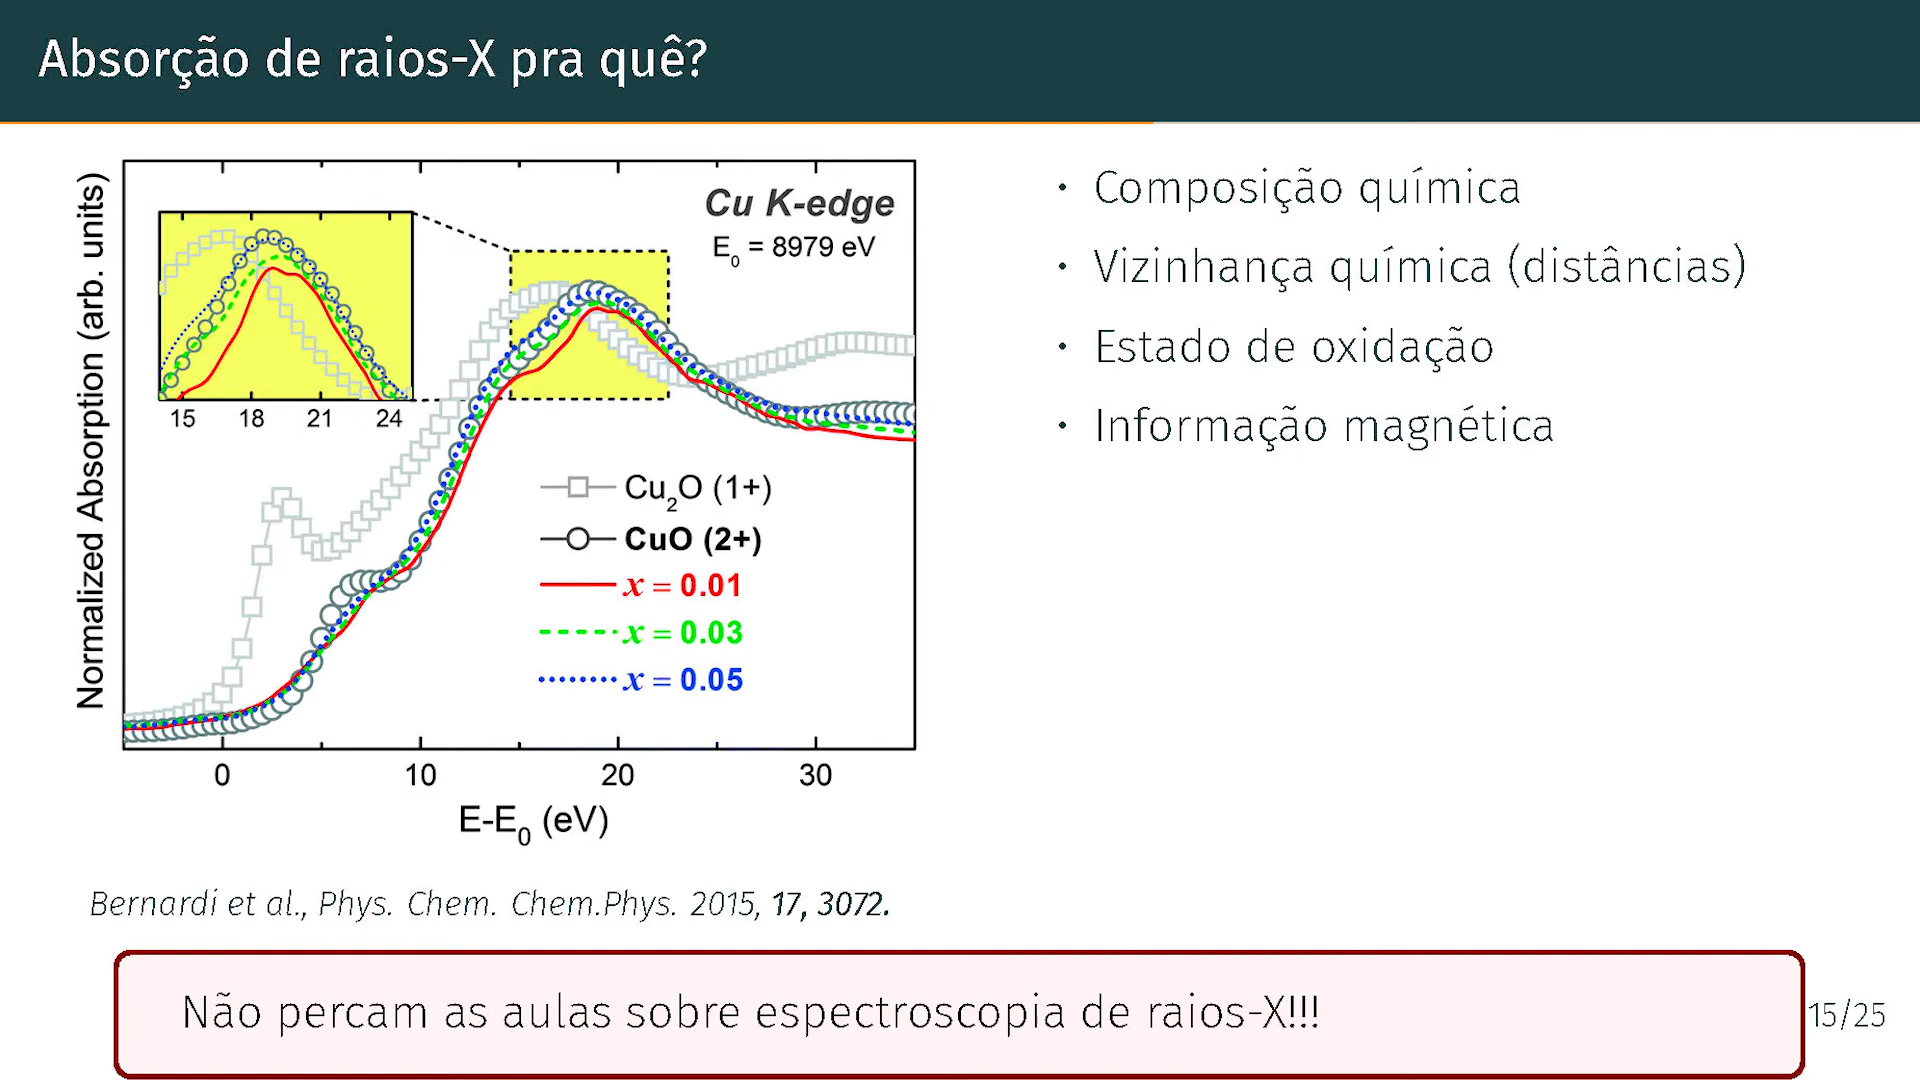 Absorção de raios-X pra quê?
Normalized Absorption (arb. units)
Cu K-edge
E0 = 8979 eV
15 18 21 24
Cu2O (1+)
CuO (2+)
x = 0.01
x = 0.03
x = 0.05
0 10 20 30
E-E0 (eV)
Bernardi et al., Phys. Chem. Chem.Phys. 2015, 17, 3072.
• Composição química
• Vizinhança química (distâncias)
• Estado de oxidação
• Informação magnética
Não percam as aulas sobre espectroscopia de raios-X!!!
15/25